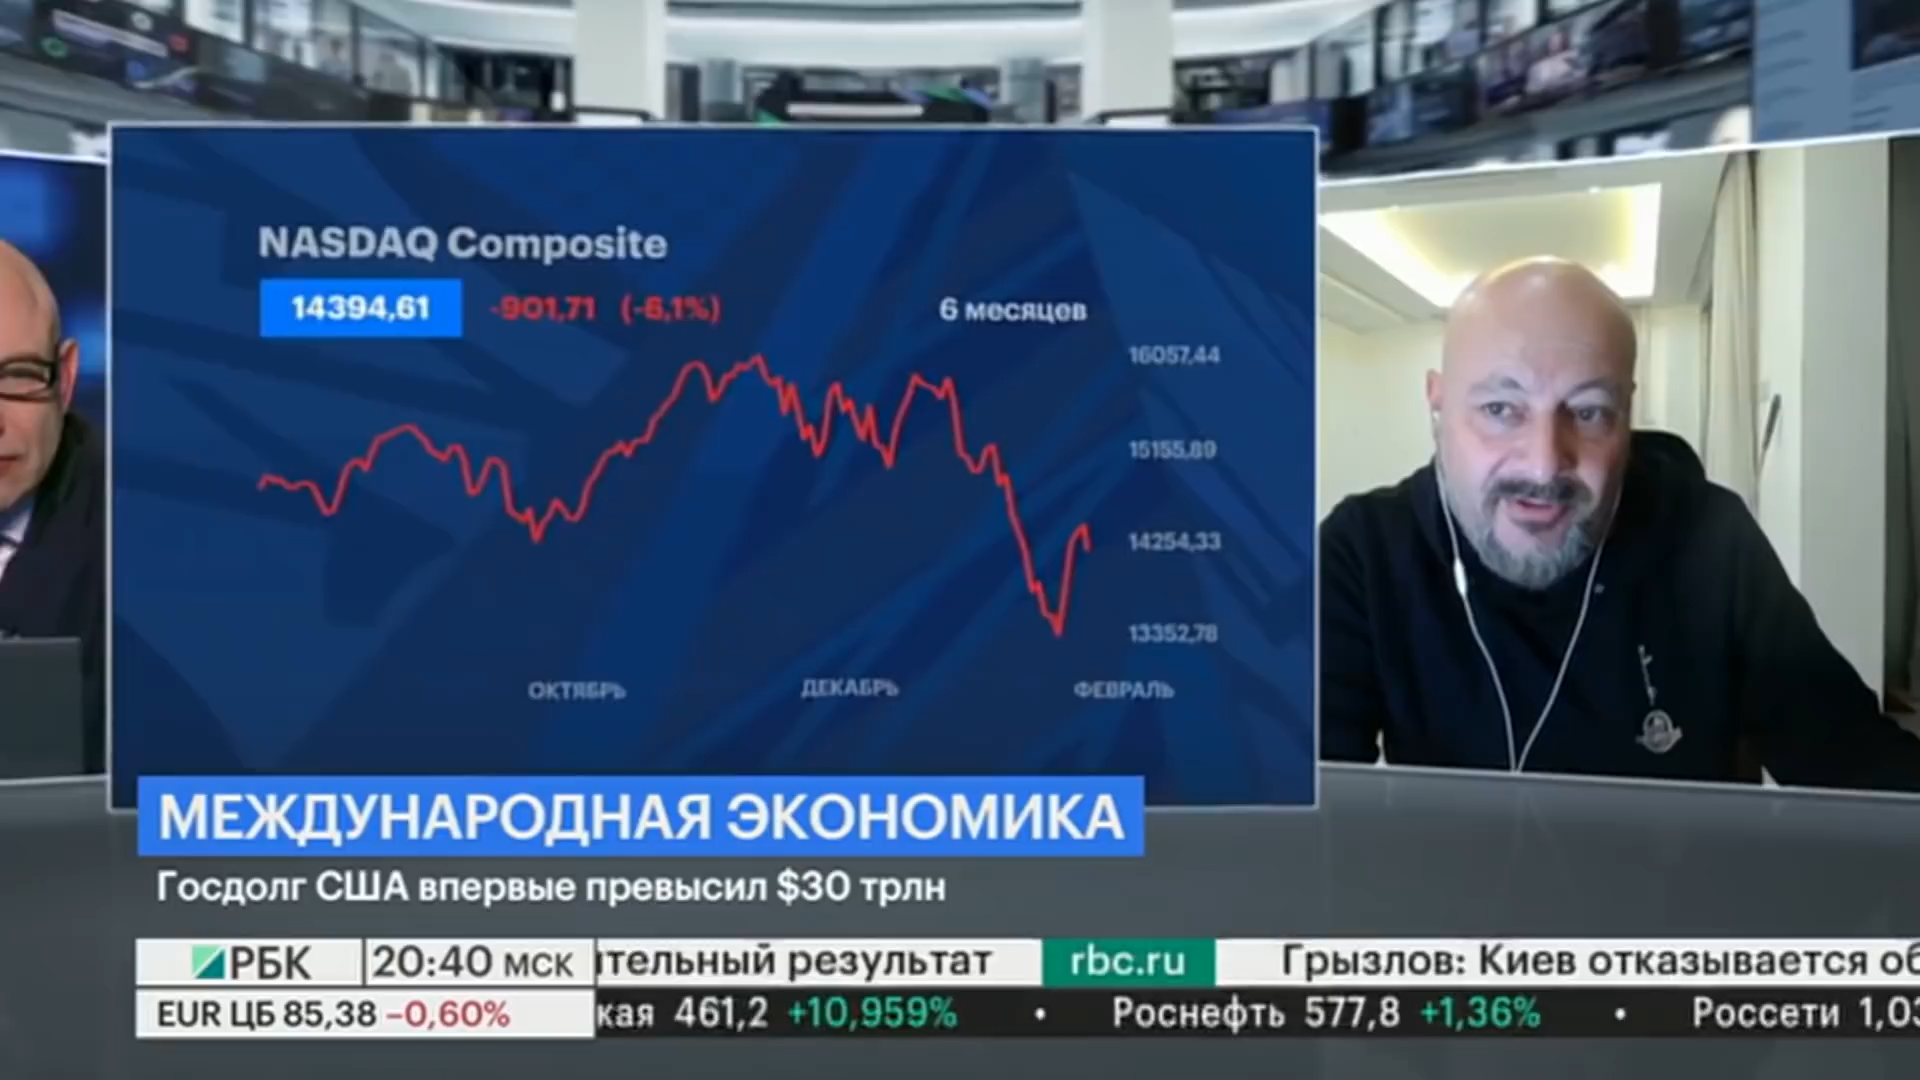 NASDAQ Composite
14394,61 -901,71 (-6,1%) 6 месяцев
16057,44
15155,89
14254,33
13352,78
ОКТЯБРЬ ДЕКАБРЬ ФЕВРАЛЬ
МЕЖДУНАРОДНАЯ ЭКОНОМИКА
Госдолг США впервые превысил $30 трлн
РБК 20:40 МСК ительный результат rbc.ru Грызлов: Киев отказывается об
EUR ЦБ 85,38 -0,60% кая 461,2 +10,959% • Роснефть 577,8 +1,36% • Россети 1,03